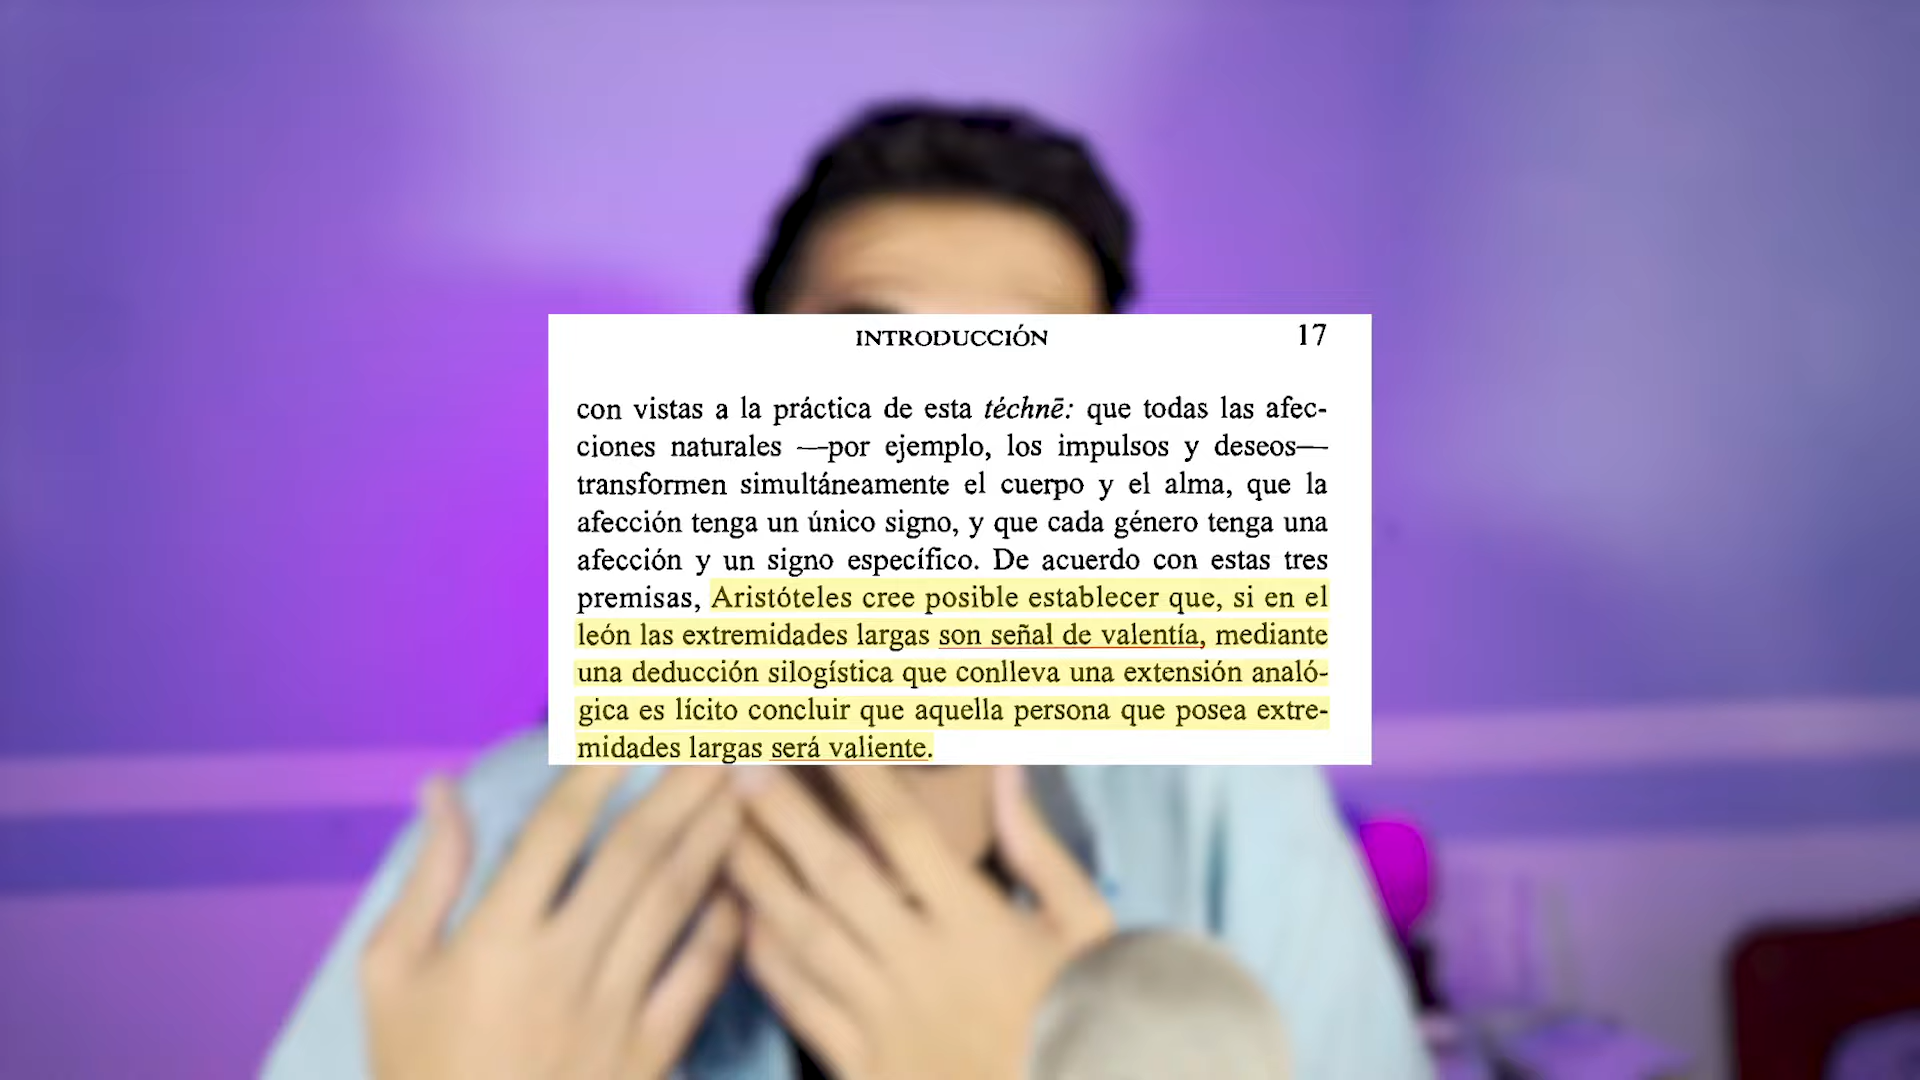 INTRODUCCIÓN 17
con vistas a la práctica de esta téchnē: que todas las afec-
ciones naturales —por ejemplo, los impulsos y deseos—
transformen simultáneamente el cuerpo y el alma, que la
afección tenga un único signo, y que cada género tenga una
afección y un signo específico. De acuerdo con estas tres
premisas, Aristóteles cree posible establecer que, si en el
león las extremidades largas son señal de valentía, mediante
una deducción silogística que conlleva una extensión analó-
gica es lícito concluir que aquella persona que posea extre-
midades largas será valiente.